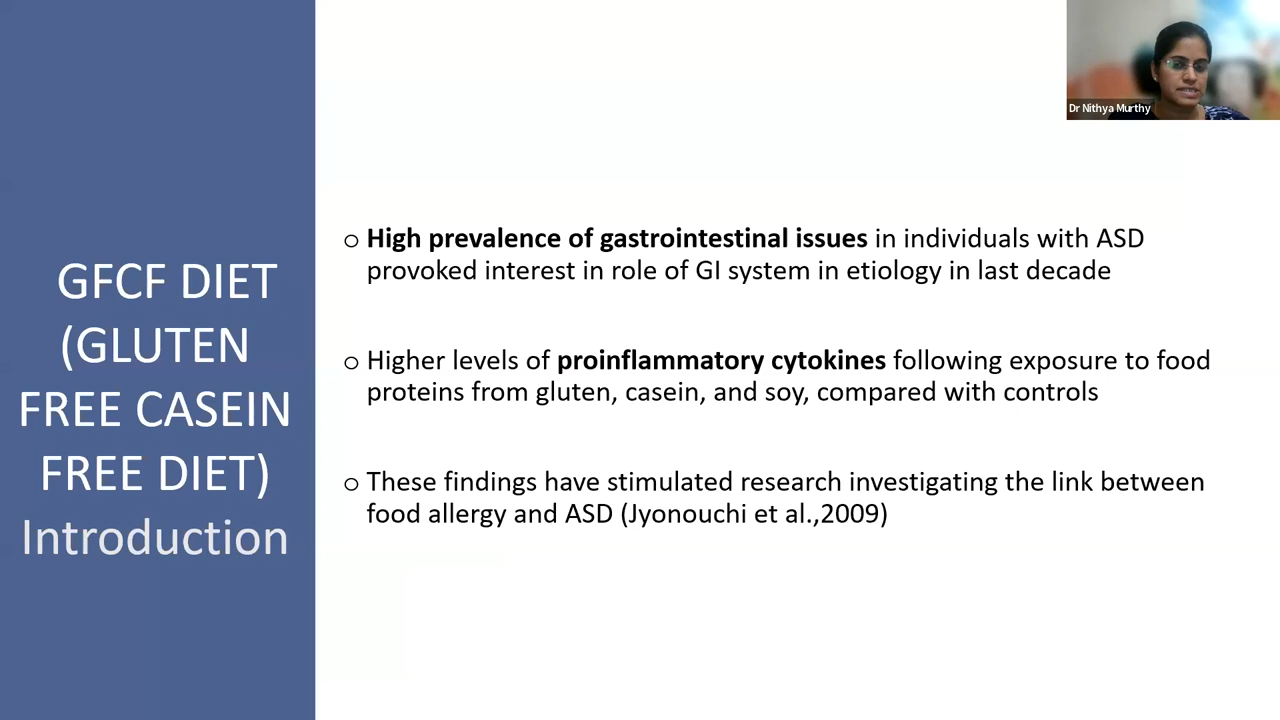 GFCF DIET
(GLUTEN
FREE CASEIN
FREE DIET)
Introduction
Dr Nithya Murthy
o High prevalence of gastrointestinal issues in individuals with ASD
provoked interest in role of GI system in etiology in last decade
o Higher levels of proinflammatory cytokines following exposure to food
proteins from gluten, casein, and soy, compared with controls
o These findings have stimulated research investigating the link between
food allergy and ASD (Jyonouchi et al.,2009)